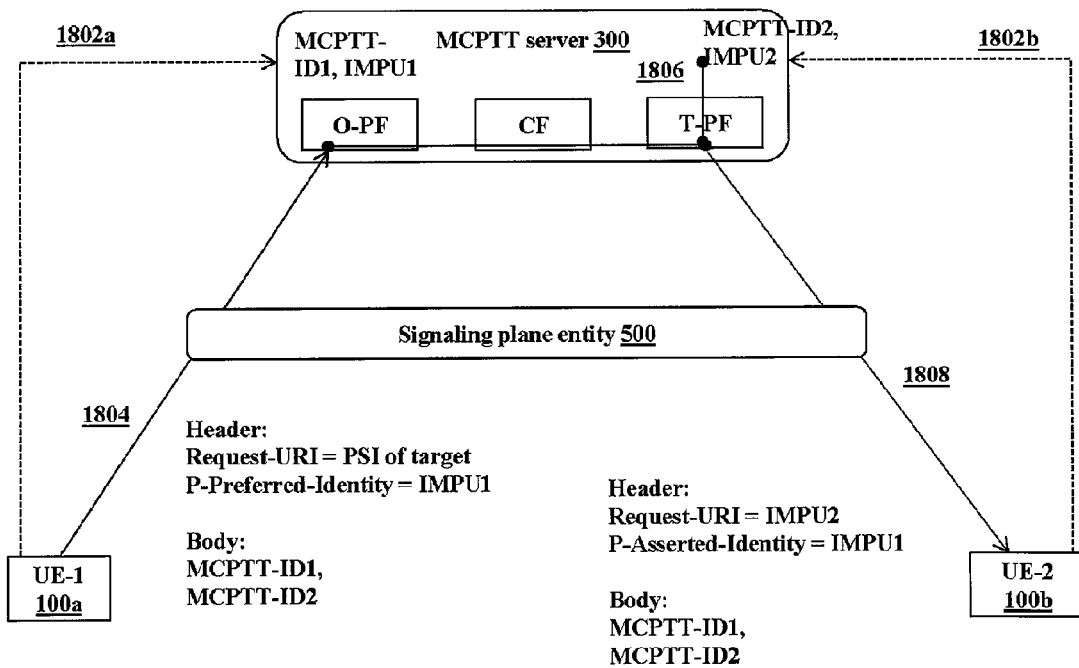 1802a
MCPTT-
ID1, IMPU1
MCPTT server 300
MCPTT-ID2,
IMPU2
1802b
1806
O-PF
CF
T-PF
Signaling plane entity 500
1804
1808
Header:
Request-URI = PSI of target
P-Preferred-Identity = IMPU1
Body:
MCPTT-ID1,
MCPTT-ID2
Header:
Request-URI = IMPU2
P-Asserted-Identity = IMPU1
Body:
MCPTT-ID1,
MCPTT-ID2
UE-1
100a
UE-2
100b